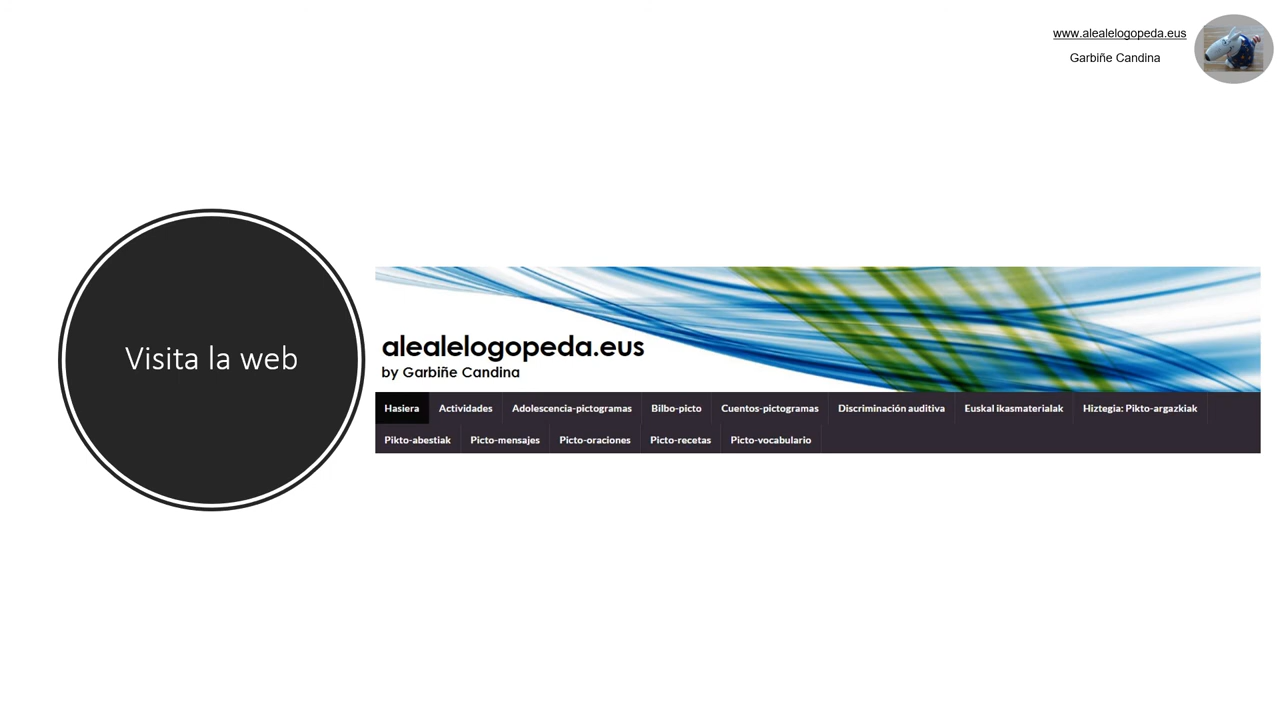 www.alealelogopeda.eus
Garbiñe Candina
Visita la web
alealelogopeda.eus
by Garbiñe Candina
Hasiera Actividades Adolescencia-pictogramas Bilbo-picto Cuentos-pictogramas Discriminación auditiva Euskal ikasmaterialak Hiztegia: Pikto-argazkiak
Pikto-abestiak Picto-mensajes Picto-oraciones Picto-recetas Picto-vocabulario